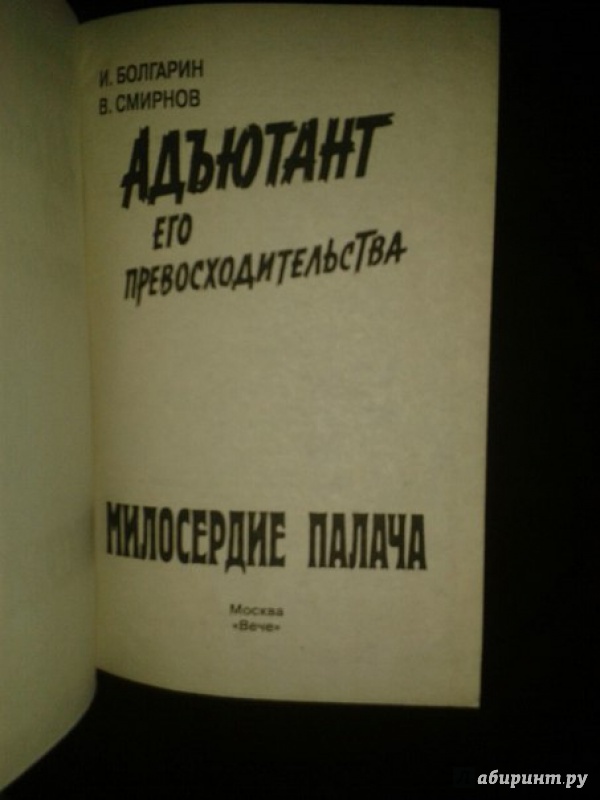 И. БОЛГАРИН
В. СМИРНОВ
АДЪЮТАНТ
ЕГО
ПРЕВОСХОДИТЕЛЬСТВА
МИЛОСЕРДИЕ ПАЛАЧА
Москва
«Вече»
абиринт.ру